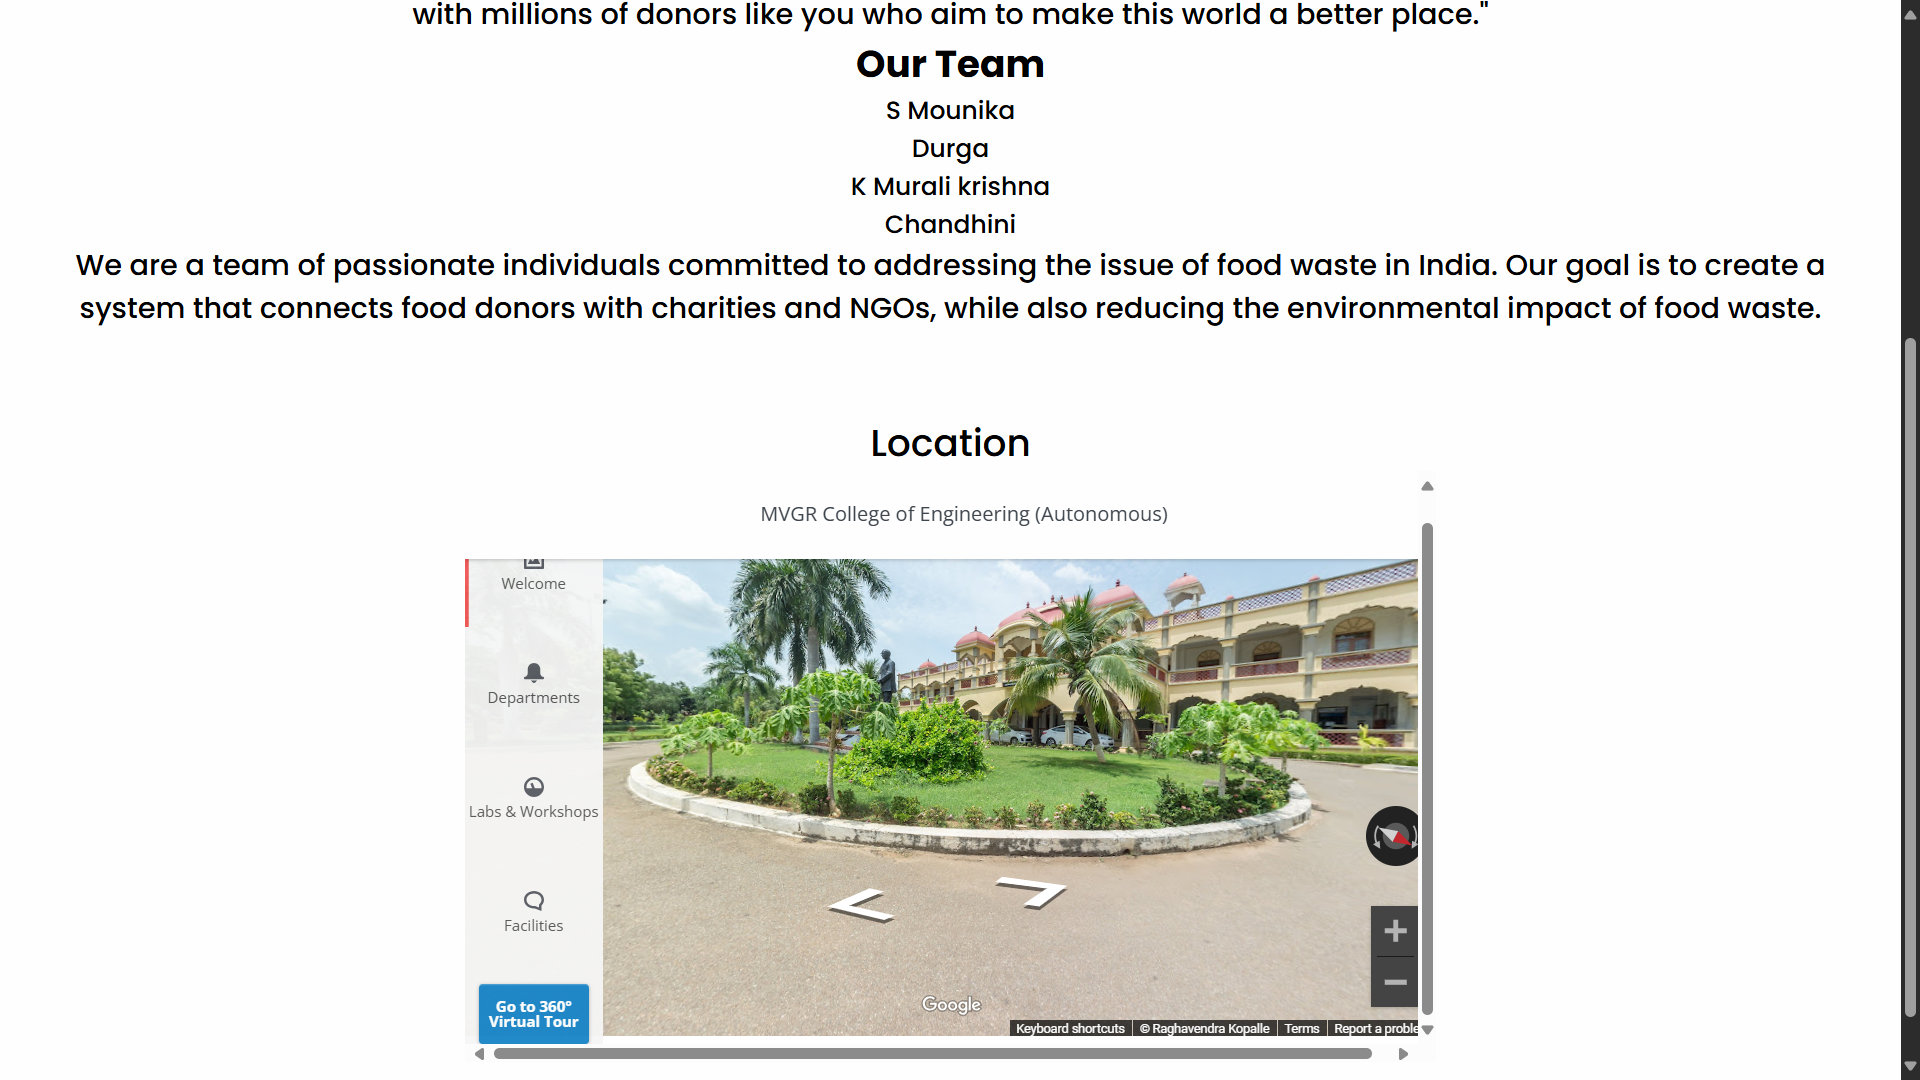 with millions of donors like you who aim to make this world a better place."
Our Team
S Mounika
Durga
K Murali krishna
Chandhini
We are a team of passionate individuals committed to addressing the issue of food waste in India. Our goal is to create a
system that connects food donors with charities and NGOs, while also reducing the environmental impact of food waste.
Location
MVGR College of Engineering (Autonomous)
Welcome
Departments
Labs & Workshops
Facilities
Go to 360°
Virtual Tour
Google
Keyboard shortcuts
© Raghavendra Kopalle
Terms
Report a proble